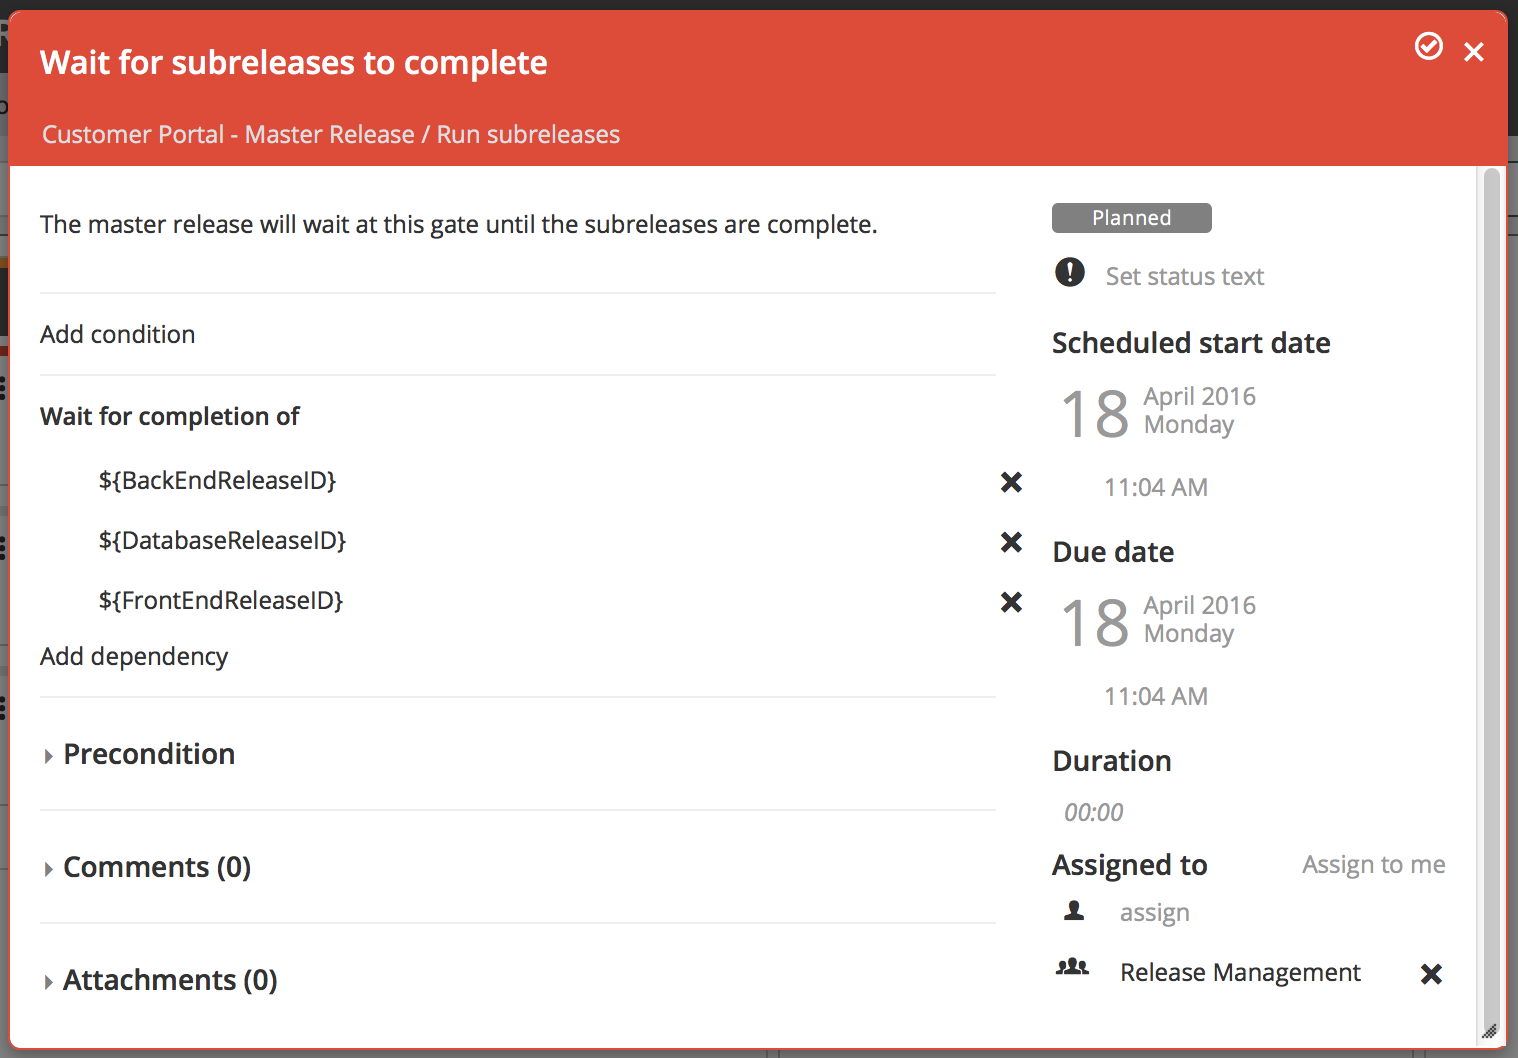 Wait for subreleases to complete
Customer Portal - Master Release / Run subreleases
The master release will wait at this gate until the subreleases are complete.
Add condition
Wait for completion of
${BackEndReleaseID}
${DatabaseReleaseID}
${FrontEndReleaseID}
Add dependency
Precondition
Comments (0)
Attachments (0)
Planned
Set status text
Scheduled start date
18
April 2016
Monday
11:04 AM
Due date
18
April 2016
Monday
11:04 AM
Duration
00:00
Assigned to
Assign to me
assign
Release Management